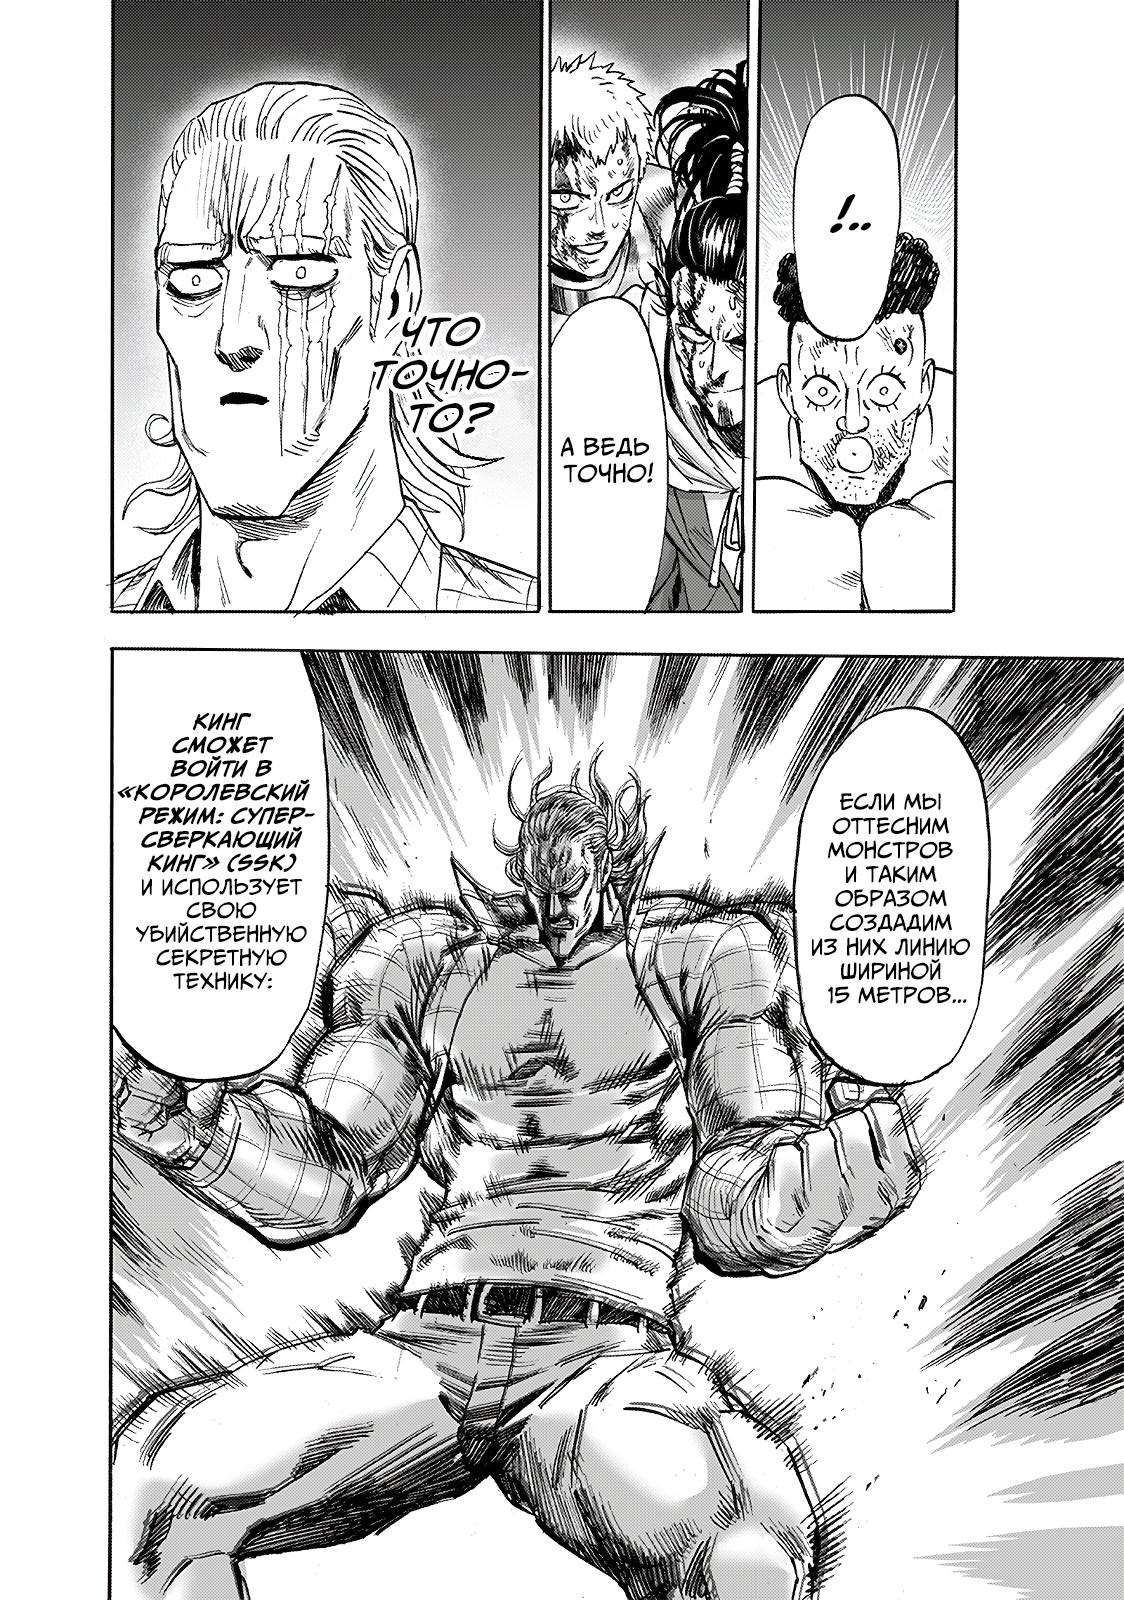 !..
А ВЕДЬ
ТОЧНО!
ЧТО
ТОЧНО-
ТО?
ЕСЛИ МЫ
ОТТЕСНИМ
МОНСТРОВ
И ТАКИМ
ОБРАЗОМ
СОЗДАДИМ
ИЗ НИХ ЛИНИЮ
ШИРИНОЙ
15 МЕТРОВ...
КИНГ
СМОЖЕТ
ВОЙТИ В
«КОРОЛЕВСКИЙ
РЕЖИМ: СУПЕР-
СВЕРКАЮЩИЙ
КИНГ» (SSK)
И ИСПОЛЬЗУЕТ
СВОЮ
УБИЙСТВЕННУЮ
СЕКРЕТНУЮ
ТЕХНИКУ: